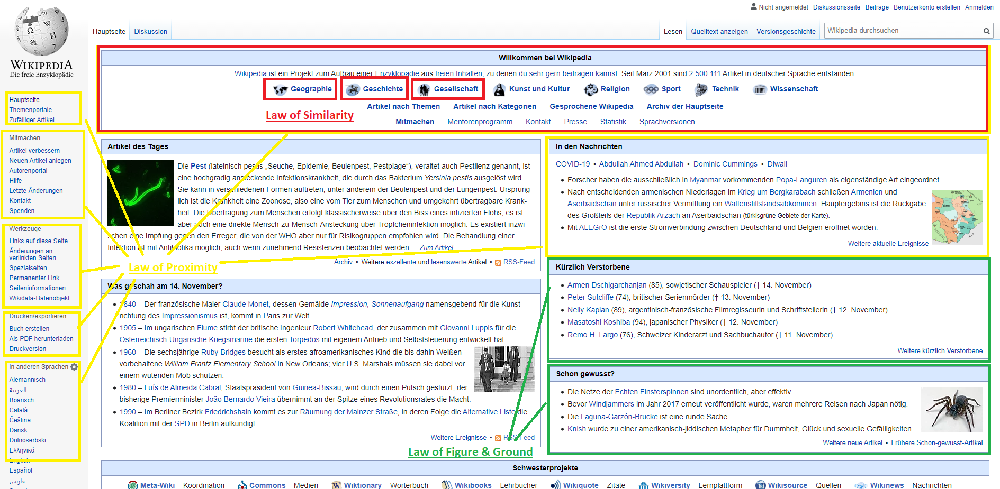 Nicht angemeldet Diskussionsseite Beiträge Benutzerkonto erstellen Anmelden
WIKIPEDIA
Die freie Enzyklopädie
Hauptseite Diskussion
Lesen Quelltext anzeigen Versionsgeschichte
Wikipedia durchsuchen
Hauptseite
Themenportale
Zufälliger Artikel
Mitmachen
Artikel verbessern
Neuen Artikel anlegen
Autorenportal
Hilfe
Letzte Änderungen
Kontakt
Spenden
Werkzeuge
Links auf diese Seite
Änderungen an
verlinkten Seiten
Spezialseiten
Permanenter Link
Seiteninformationen
Wikidata-Datenobjekt
Drucken/exportieren
Buch erstellen
Als PDF herunterladen
Druckversion
In anderen Sprachen
Alemannisch
العربية
Boarisch
Català
Čeština
Dansk
Dolnoserbski
Ελληνικά
English
Español
فارسی
Willkommen bei Wikipedia
Wikipedia ist ein Projekt zum Aufbau einer Enzyklopädie aus freien Inhalten, zu denen du sehr gern beitragen kannst. Seit März 2001 sind 2.500.111 Artikel in deutscher Sprache entstanden.
Geographie Geschichte Gesellschaft Kunst und Kultur Religion Sport Technik Wissenschaft
Artikel nach Themen Artikel nach Kategorien Gesprochene Wikipedia Archiv der Hauptseite
Law of Similarity
Mitmachen Mentorenprogramm Kontakt Presse Statistik Sprachversionen
Artikel des Tages
Die Pest (lateinisch pestis „Seuche, Epidemie, Beulenpest, Pestplage“), veraltet auch Pestilenz genannt, ist
eine hochgradig ansteckende Infektionskrankheit, die durch das Bakterium Yersinia pestis ausgelöst wird.
Sie kann in verschiedenen Formen auftreten, unter anderem der Beulenpest und der Lungenpest. Ursprüng-
lich ist die Krankheit eine Zoonose, also eine vom Tier zum Menschen und umgekehrt übertragbare Krank-
heit. Die Übertragung zum Menschen erfolgt klassischerweise über den Biss eines infizierten Flohs, es ist
aber auch eine direkte Mensch-zu-Mensch-Ansteckung über Tröpfcheninfektion möglich. Es existiert inzwi-
schen eine Impfung gegen den Erreger, die von der WHO aber nur für Risikogruppen empfohlen wird. Die Behandlung einer
Infektion ist mit Antibiotika möglich, auch wenn zunehmend Resistenzen beobachtet werden. – Zum Artikel …
Law of Proximity
Archiv ▪ Weitere exzellente und lesenswerte Artikel ▪ RSS-Feed
Was geschah am 14. November?
• 1840 – Der französische Maler Claude Monet, dessen Gemälde Impression, Sonnenaufgang namensgebend für die Kunst-
richtung des Impressionismus ist, kommt in Paris zur Welt.
• 1905 – Im ungarischen Fiume stirbt der britische Ingenieur Robert Whitehead, der zusammen mit Giovanni Luppis für die
Österreichisch-Ungarische Kriegsmarine die ersten Torpedos mit eigenem Antrieb und Selbststeuerung entwickelt hat.
• 1960 – Die sechsjährige Ruby Bridges besucht als erstes afroamerikanisches Kind die bis dahin Weißen
vorbehaltene William Frantz Elementary School in New Orleans; vier U.S. Marshals müssen sie dabei vor
einem wütenden Mob schützen.
• 1980 – Luís de Almeida Cabral, Staatspräsident von Guinea-Bissau, wird durch einen Putsch gestürzt; der
bisherige Premierminister João Bernardo Vieira übernimmt an der Spitze eines Revolutionsrates die Macht.
• 1990 – Im Berliner Bezirk Friedrichshain kommt es zur Räumung der Mainzer Straße, in deren Folge die Alternative Liste die
Koalition mit der SPD in Berlin aufkündigt.
Weitere Ereignisse ▪ RSS-Feed
Law of Figure & Ground
In den Nachrichten
COVID-19 ▪ Abdullah Ahmed Abdullah ▪ Dominic Cummings ▪ Diwali
• Forscher haben die ausschließlich in Myanmar vorkommenden Popa-Languren als eigenständige Art eingeordnet.
• Nach entscheidenden armenischen Niederlagen im Krieg um Bergkarabach schließen Armenien und
Aserbaidschan unter russischer Vermittlung ein Waffenstillstandsabkommen. Hauptergebnis ist die Rückgabe
des Großteils der Republik Arzach an Aserbaidschan (türkisgrüne Gebiete der Karte).
• Mit ALEGrO ist die erste Stromverbindung zwischen Deutschland und Belgien eröffnet worden.
Weitere aktuelle Ereignisse
Kürzlich Verstorbene
• Armen Dschigarchanjan (85), sowjetischer Schauspieler († 14. November)
• Peter Sutcliffe (74), britischer Serienmörder († 13. November)
• Nelly Kaplan (89), argentinisch-französische Filmregisseurin und Schriftstellerin († 12. November)
• Masatoshi Koshiba (94), japanischer Physiker († 12. November)
• Remo H. Largo (76), Schweizer Kinderarzt und Sachbuchautor († 11. November)
Weitere kürzlich Verstorbene
Schon gewusst?
• Die Netze der Echten Finsterspinnen sind unordentlich, aber effektiv.
• Bevor Windjammers im Jahr 2017 erneut veröffentlicht wurde, waren mehrere Reisen nach Japan nötig.
• Die Laguna-Garzón-Brücke ist eine runde Sache.
• Knish wurde zu einer amerikanisch-jiddischen Metapher für Dummheit, Glück und sexuelle Gefälligkeiten.
Weitere neue Artikel ▪ Frühere Schon-gewusst-Artikel
Schwesterprojekte
Meta-Wiki – Koordination Commons – Medien Wiktionary – Wörterbuch Wikibooks – Lehrbücher Wikiquote – Zitate Wikiversity – Lernplattform Wikisource – Quellen Wikinews – Nachrichten